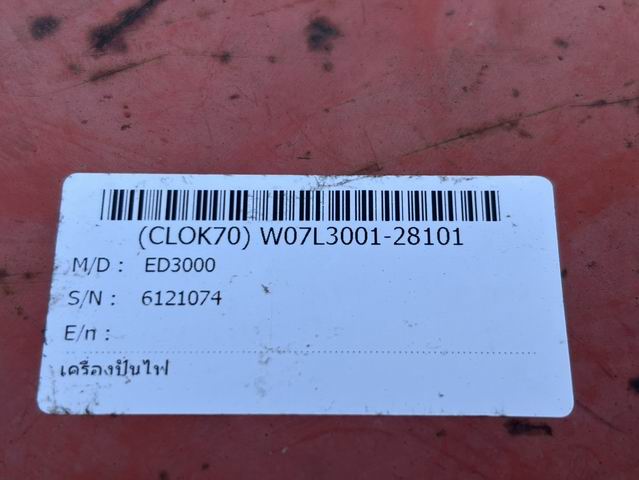 (CLOK70) W07L3001-28101
M/D : ED3000
S/N : 6121074
E/n :
เครื่องปั่นไฟ